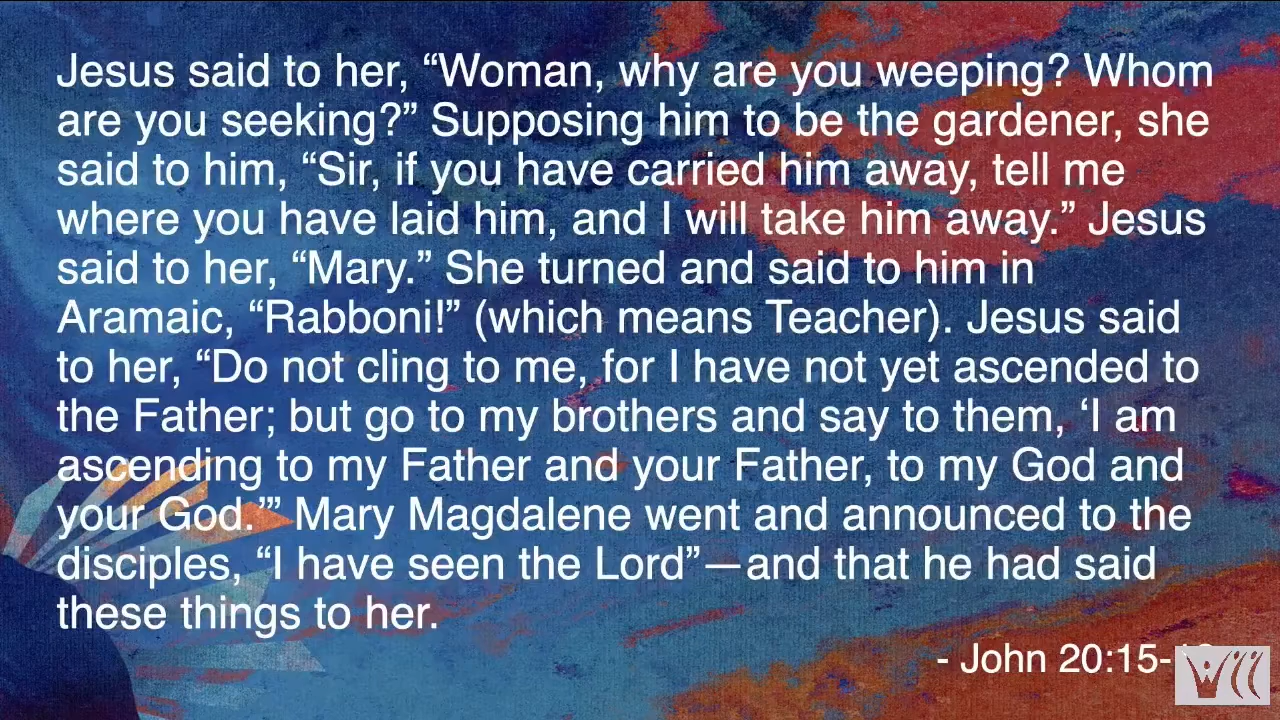 Jesus said to her, “Woman, why are you weeping? Whom
are you seeking?” Supposing him to be the gardener, she
said to him, “Sir, if you have carried him away, tell me
where you have laid him, and I will take him away.” Jesus
said to her, “Mary.” She turned and said to him in
Aramaic, “Rabboni!” (which means Teacher). Jesus said
to her, “Do not cling to me, for I have not yet ascended to
the Father; but go to my brothers and say to them, ‘I am
ascending to my Father and your Father, to my God and
your God.’” Mary Magdalene went and announced to the
disciples, “I have seen the Lord”—and that he had said
these things to her.
- John 20:15-